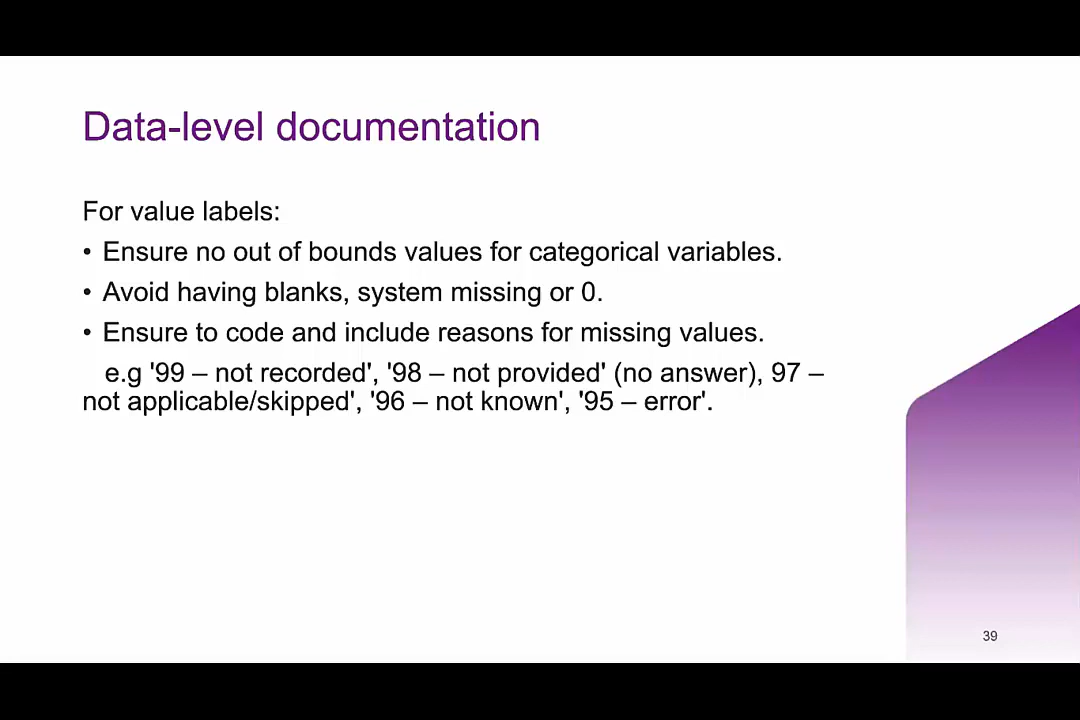 Data-level documentation
For value labels:
• Ensure no out of bounds values for categorical variables.
• Avoid having blanks, system missing or 0.
• Ensure to code and include reasons for missing values.
e.g '99 – not recorded', '98 – not provided' (no answer), 97 –
not applicable/skipped', '96 – not known', '95 – error'.
39